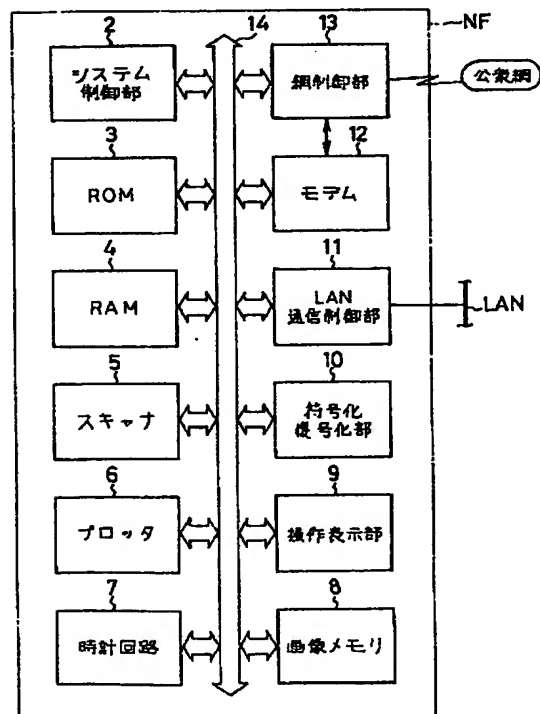 NF
2
14
13
システム
制御部
網制御部
公衆網
3
12
ROM
モデム
4
11
RAM
LAN
通信制御部
LAN
5
10
スキャナ
符号化
復号化部
6
9
プロッタ
操作表示部
7
8
時計回路
画像メモリ